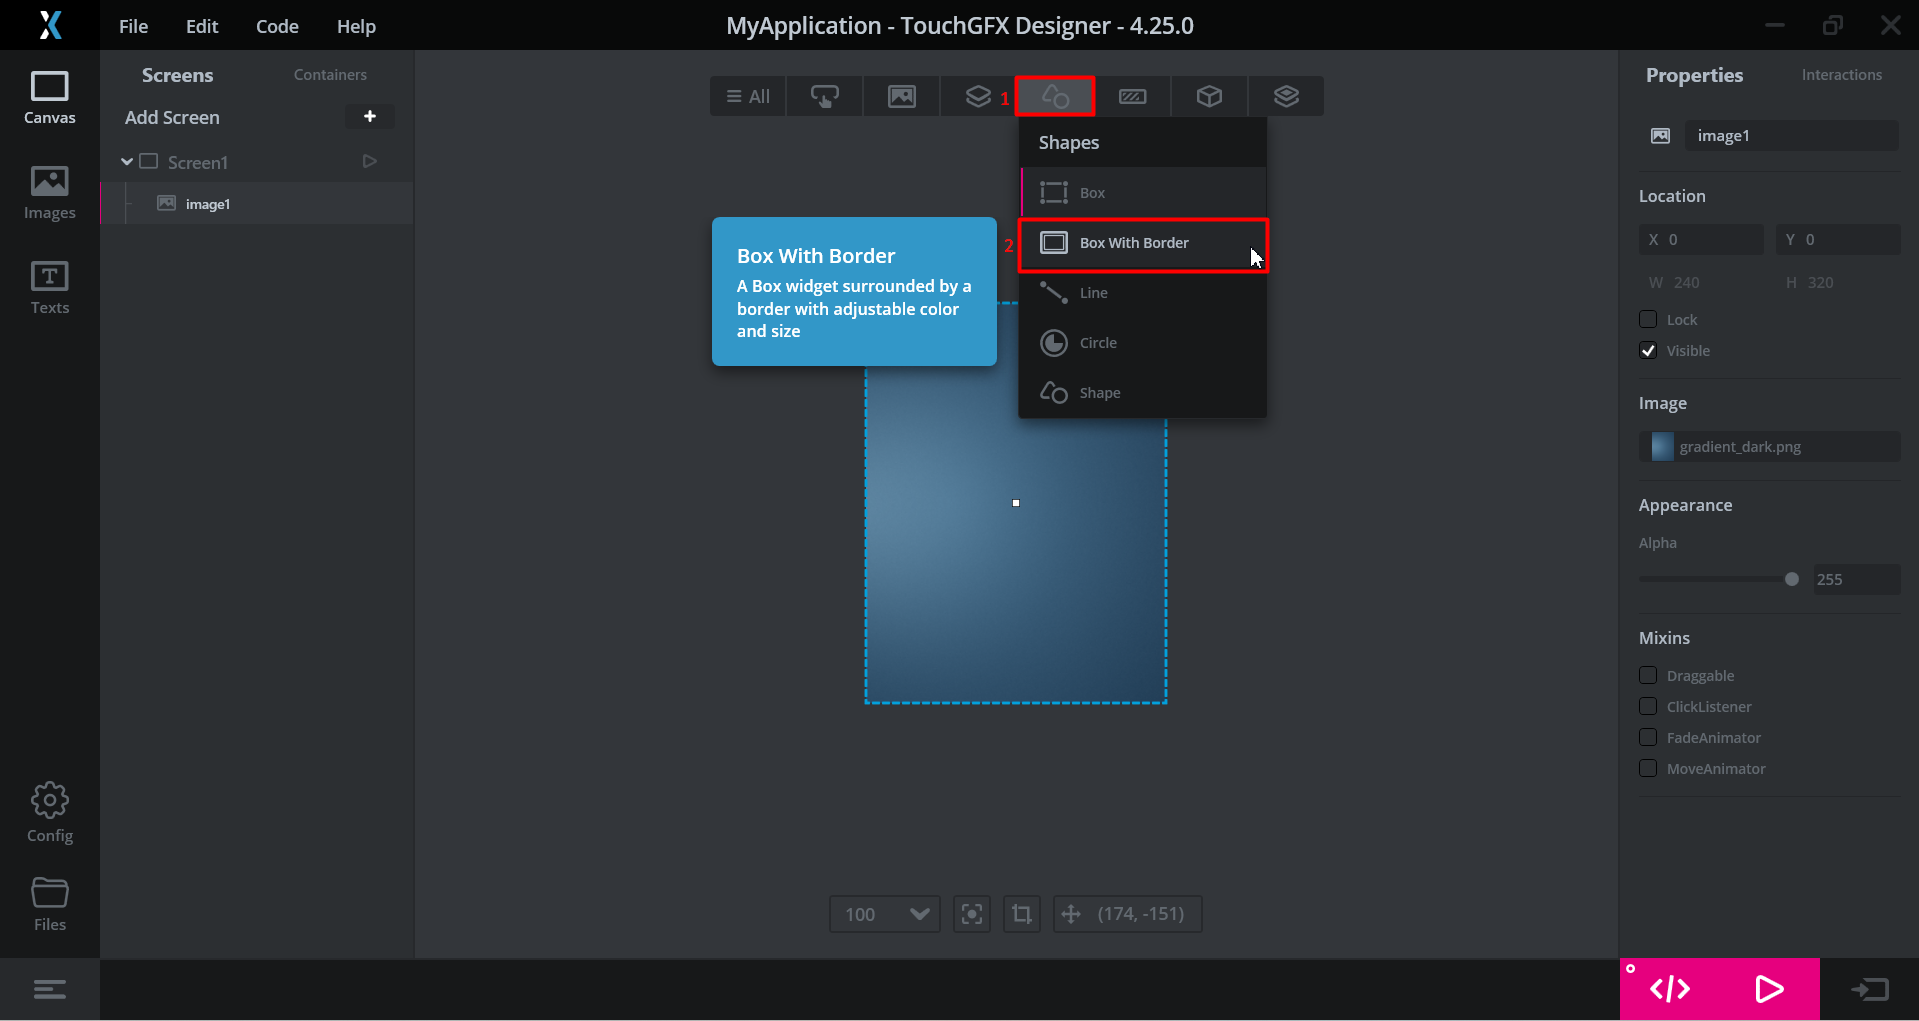 File Edit Code Help
MyApplication - TouchGFX Designer - 4.25.0
Canvas
Images
Texts
Config
Files
Screens Containers
Add Screen +
Screen1
image1
All
1
Shapes
Box
2
Box With Border
Line
Circle
Shape
Box With Border
A Box widget surrounded by a
border with adjustable color
and size
100
(174, -151)
Properties Interactions
image1
Location
X 0 Y 0
W 240 H 320
Lock
Visible
Image
gradient_dark.png
Appearance
Alpha
255
Mixins
Draggable
ClickListener
FadeAnimator
MoveAnimator